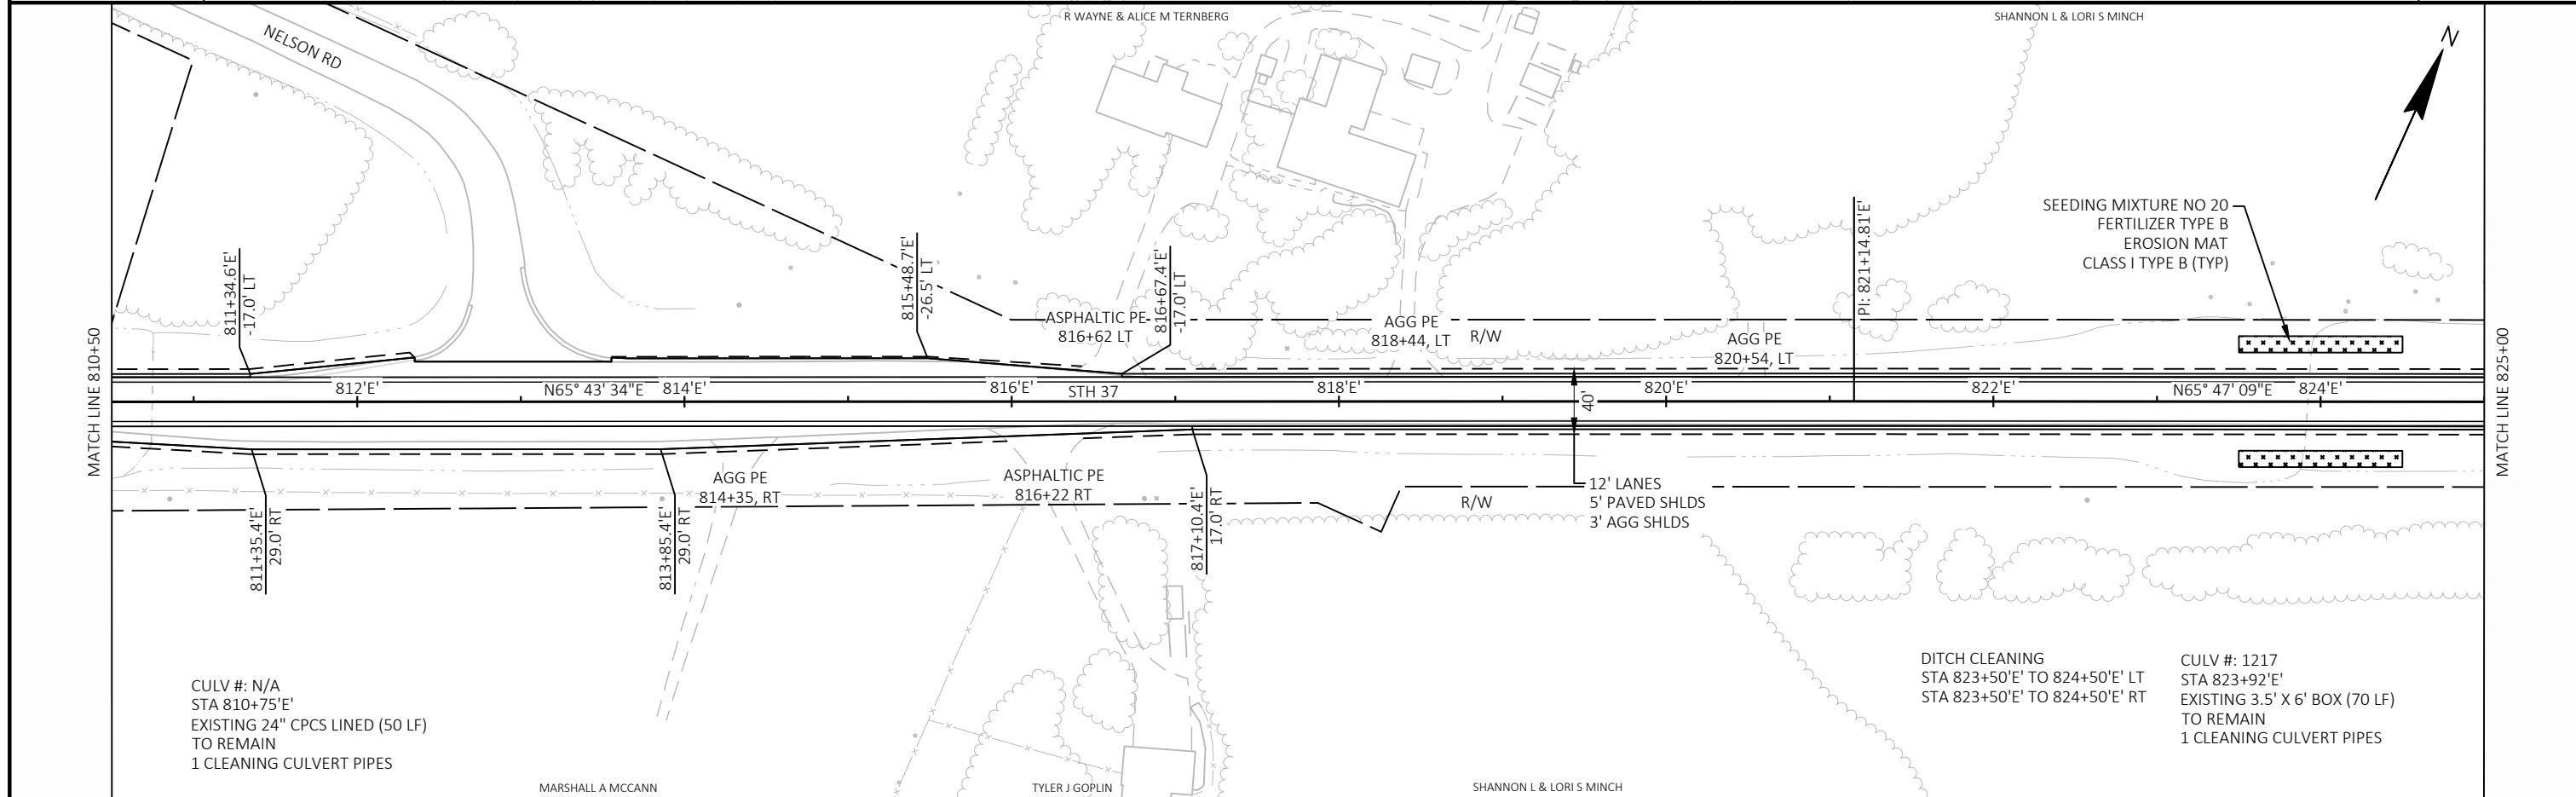 R WAYNE & ALICE M TERNBERG
SHANNON L & LORI S MINCH
N
NELSON RD
SEEDING MIXTURE NO 20
FERTILIZER TYPE B
EROSION MAT
CLASS I TYPE B (TYP)
PI: 821+14.81'E'
811+34.6'E'
-17.0' LT
815+48.7'E'
-26.5' LT
816+67.4'E'
-17.0' LT
ASPHALTIC PE
816+62 LT
AGG PE
818+44, LT
R/W
AGG PE
820+54, LT
MATCH LINE 810+50
MATCH LINE 825+00
812'E'
N65° 43' 34"E
814'E'
816'E'
STH 37
818'E'
40'
820'E'
822'E'
N65° 47' 09"E
824'E'
AGG PE
814+35, RT
ASPHALTIC PE
816+22 RT
12' LANES
5' PAVED SHLDS
3' AGG SHLDS
R/W
811+35.4'E'
29.0' RT
813+85.4'E'
29.0' RT
817+10.4'E'
17.0' RT
CULV #: N/A
STA 810+75'E'
EXISTING 24" CPCS LINED (50 LF)
TO REMAIN
1 CLEANING CULVERT PIPES
DITCH CLEANING
STA 823+50'E' TO 824+50'E' LT
STA 823+50'E' TO 824+50'E' RT
CULV #: 1217
STA 823+92'E'
EXISTING 3.5' X 6' BOX (70 LF)
TO REMAIN
1 CLEANING CULVERT PIPES
MARSHALL A MCCANN
TYLER J GOPLIN
SHANNON L & LORI S MINCH